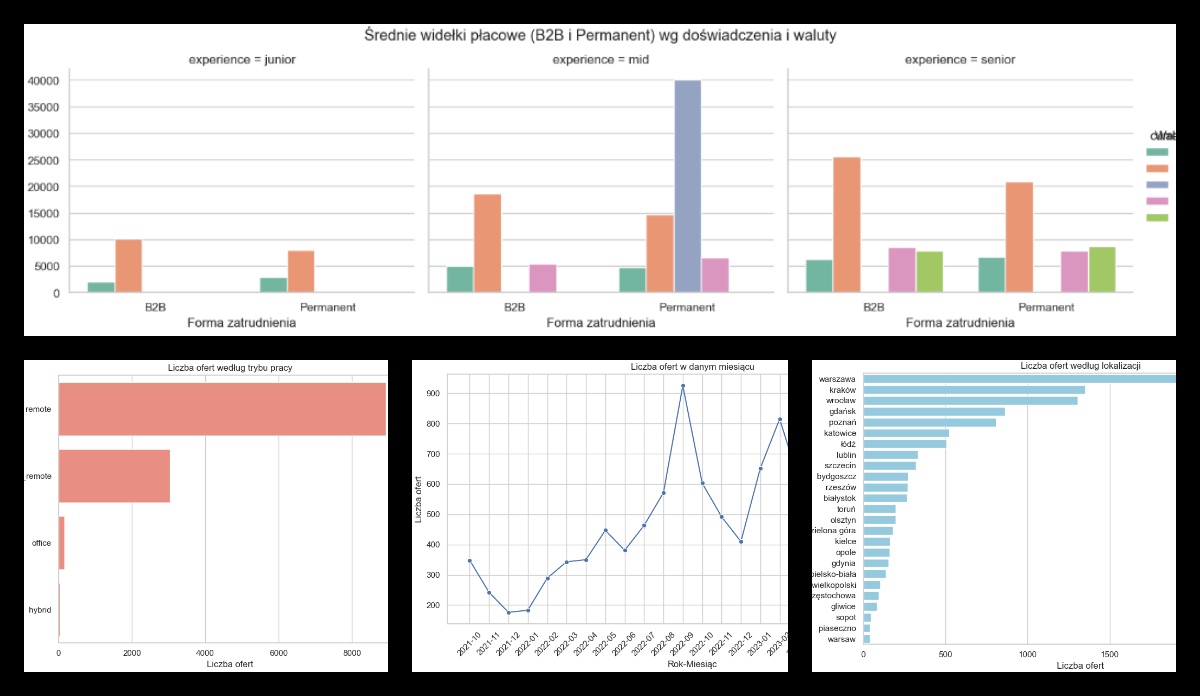 Średnie widełki płacowe (B2B i Permanent) wg doświadczenia i waluty
experience = junior
experience = mid
experience = senior
40000
35000
30000
25000
20000
15000
10000
5000
0
B2B
Permanent
B2B
Permanent
B2B
Permanent
Forma zatrudnienia
Forma zatrudnienia
Forma zatrudnienia
Liczba ofert według trybu pracy
remote
_remote
office
hybrid
0
2000
4000
6000
8000
Liczba ofert
Liczba ofert w danym miesiącu
Liczba ofert
900
800
700
600
500
400
300
200
2021-10
2021-11
2021-12
2022-01
2022-02
2022-03
2022-04
2022-05
2022-06
2022-07
2022-08
2022-09
2022-10
2022-11
2022-12
2023-01
Rok-Miesiąc
Liczba ofert według lokalizacji
warszawa
kraków
wrocław
gdańsk
poznań
katowice
łódź
lublin
szczecin
bydgoszcz
rzeszów
białystok
toruń
olsztyn
zielona góra
kielce
opole
gdynia
bielsko-biała
wielkopolski
zęstochowa
gliwice
sopot
piaseczno
warsaw
0
500
1000
1500
Liczba ofert